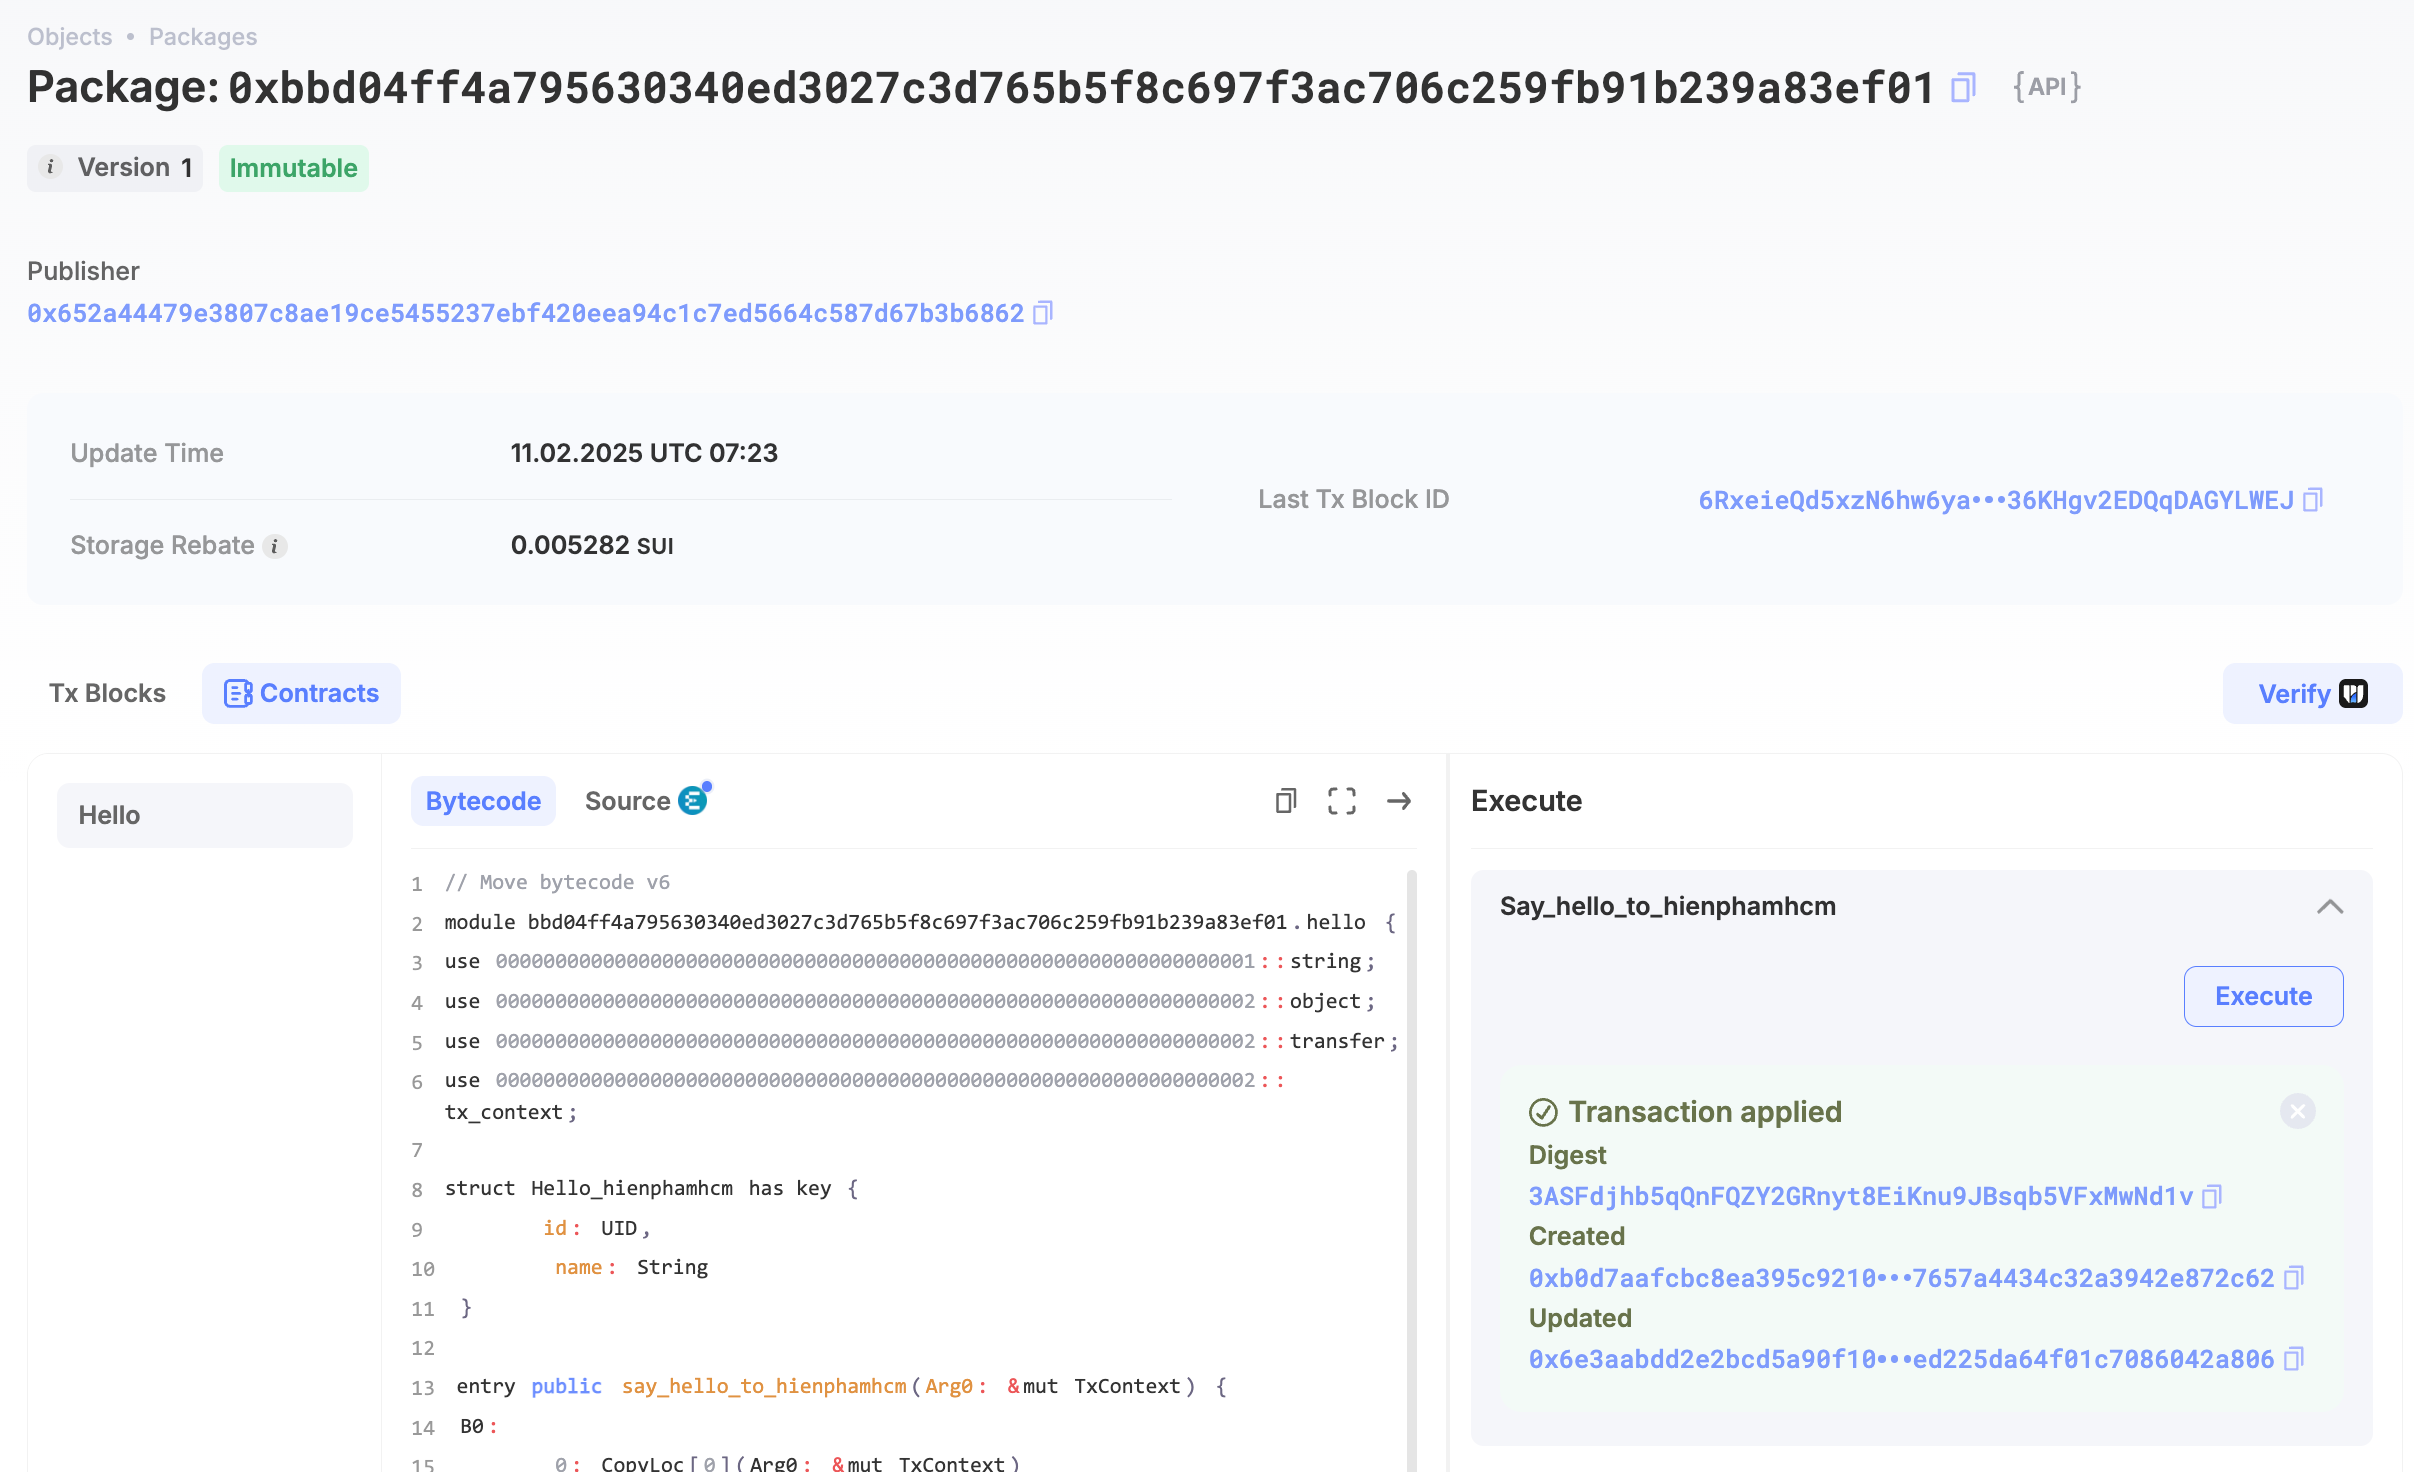 Objects • Packages
Package: 0xbbd04ff4a795630340ed3027c3d765b5f8c697f3ac706c259fb91b239a83ef01 {API}
i Version 1 Immutable
Publisher
0x652a44479e3807c8ae19ce5455237ebf420eea94c1c7ed5664c587d67b3b6862
Update Time 11.02.2025 UTC 07:23
Storage Rebate i 0.005282 SUI
Last Tx Block ID 6RxeieQd5xzN6hw6ya•••36KHgv2EDQqDAGYLWEJ
Tx Blocks Contracts Verify
Hello
Bytecode Source
1 // Move bytecode v6
2 module bbd04ff4a795630340ed3027c3d765b5f8c697f3ac706c259fb91b239a83ef01.hello {
3 use 0000000000000000000000000000000000000000000000000000000000000001::string;
4 use 0000000000000000000000000000000000000000000000000000000000000002::object;
5 use 0000000000000000000000000000000000000000000000000000000000000002::transfer;
6 use 0000000000000000000000000000000000000000000000000000000000000002::
tx_context;
7
8 struct Hello_hienphamhcm has key {
9 id: UID,
10 name: String
11 }
12
13 entry public say_hello_to_hienphamhcm(Arg0: &mut TxContext) {
14 B0:
15 0: CopyLoc[0](Arg0: &mut TxContext)
Execute
Say_hello_to_hienphamhcm
Execute
Transaction applied
Digest
3ASFdjhb5qQnFQZY2GRnyt8EiKnu9JBsqb5VFxMwNd1v
Created
0xb0d7aafcbc8ea395c9210•••7657a4434c32a3942e872c62
Updated
0x6e3aabdd2e2bcd5a90f10•••ed225da64f01c7086042a806